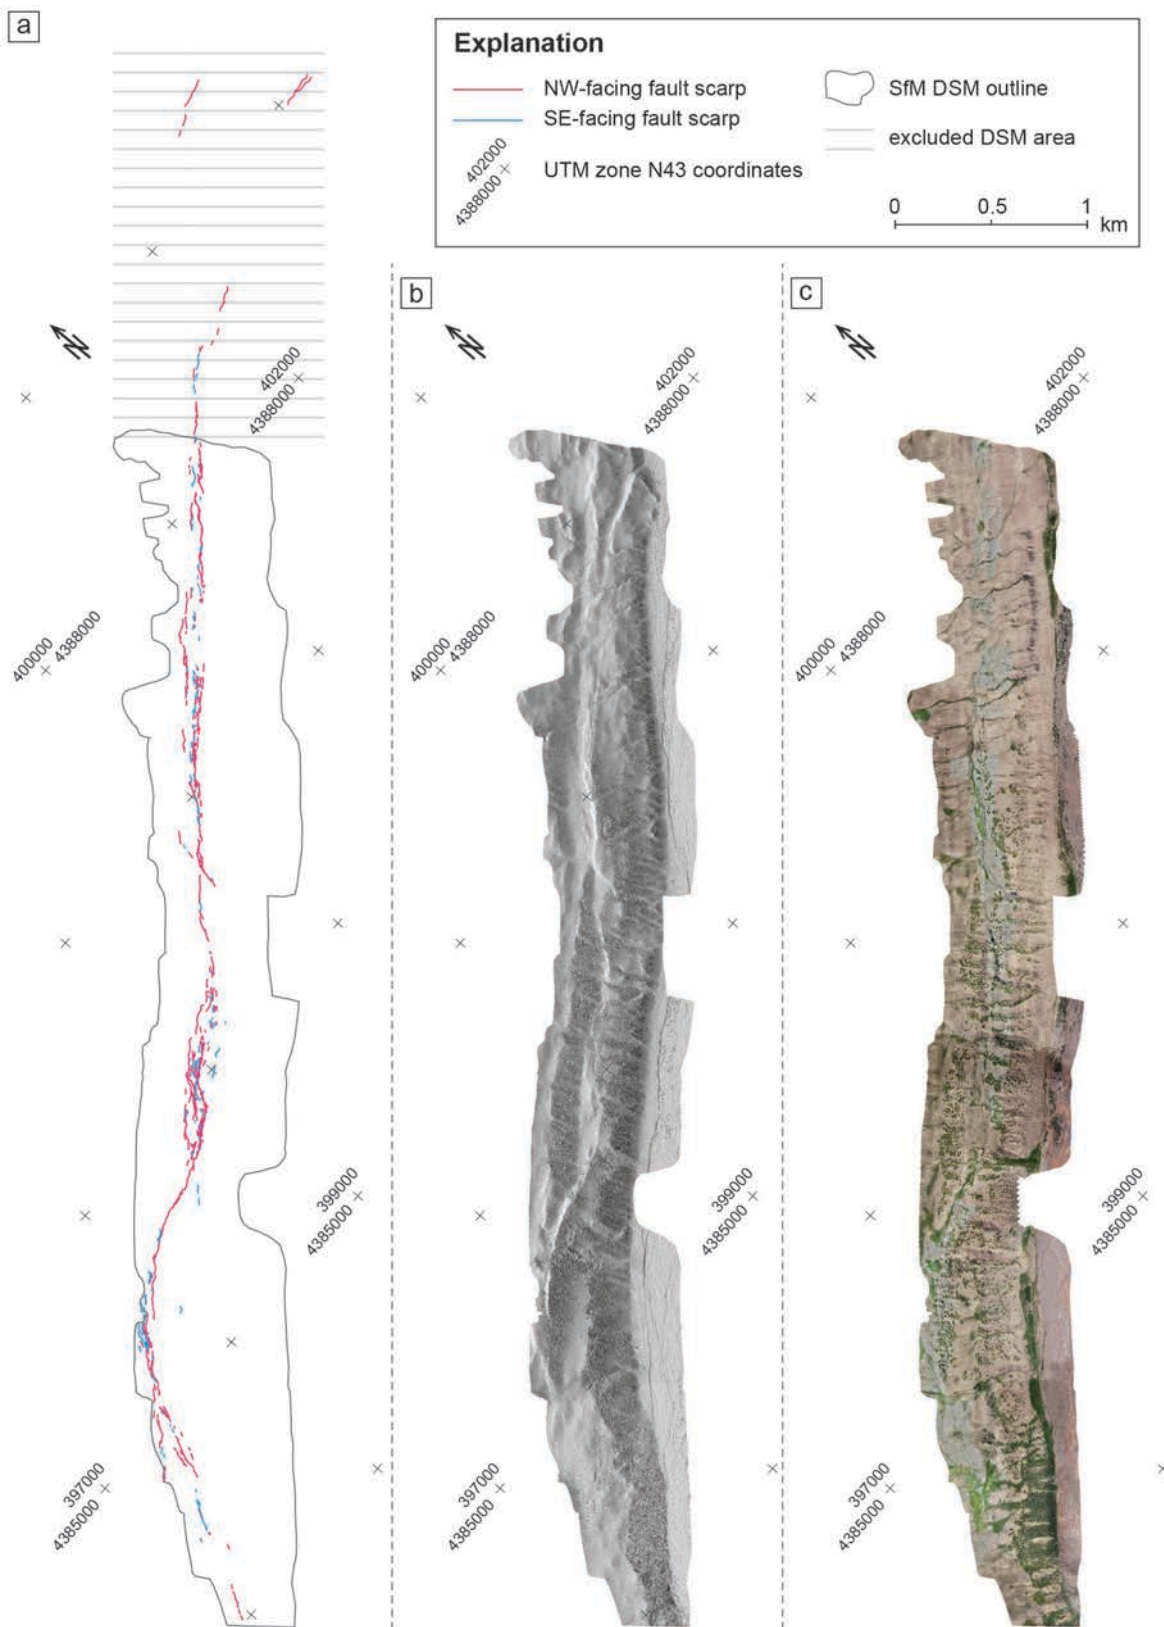 a
Explanation
NW-facing fault scarp
SE-facing fault scarp
402000
4388000
UTM zone N43 coordinates
SfM DSM outline
excluded DSM area
0 0.5 1
km
N
402000
4388000
400000
4388000
399000
4385000
397000
4385000
b
N
402000
4388000
400000
4388000
399000
4385000
397000
4385000
c
N
402000
4388000
400000
4388000
399000
4385000
397000
4385000